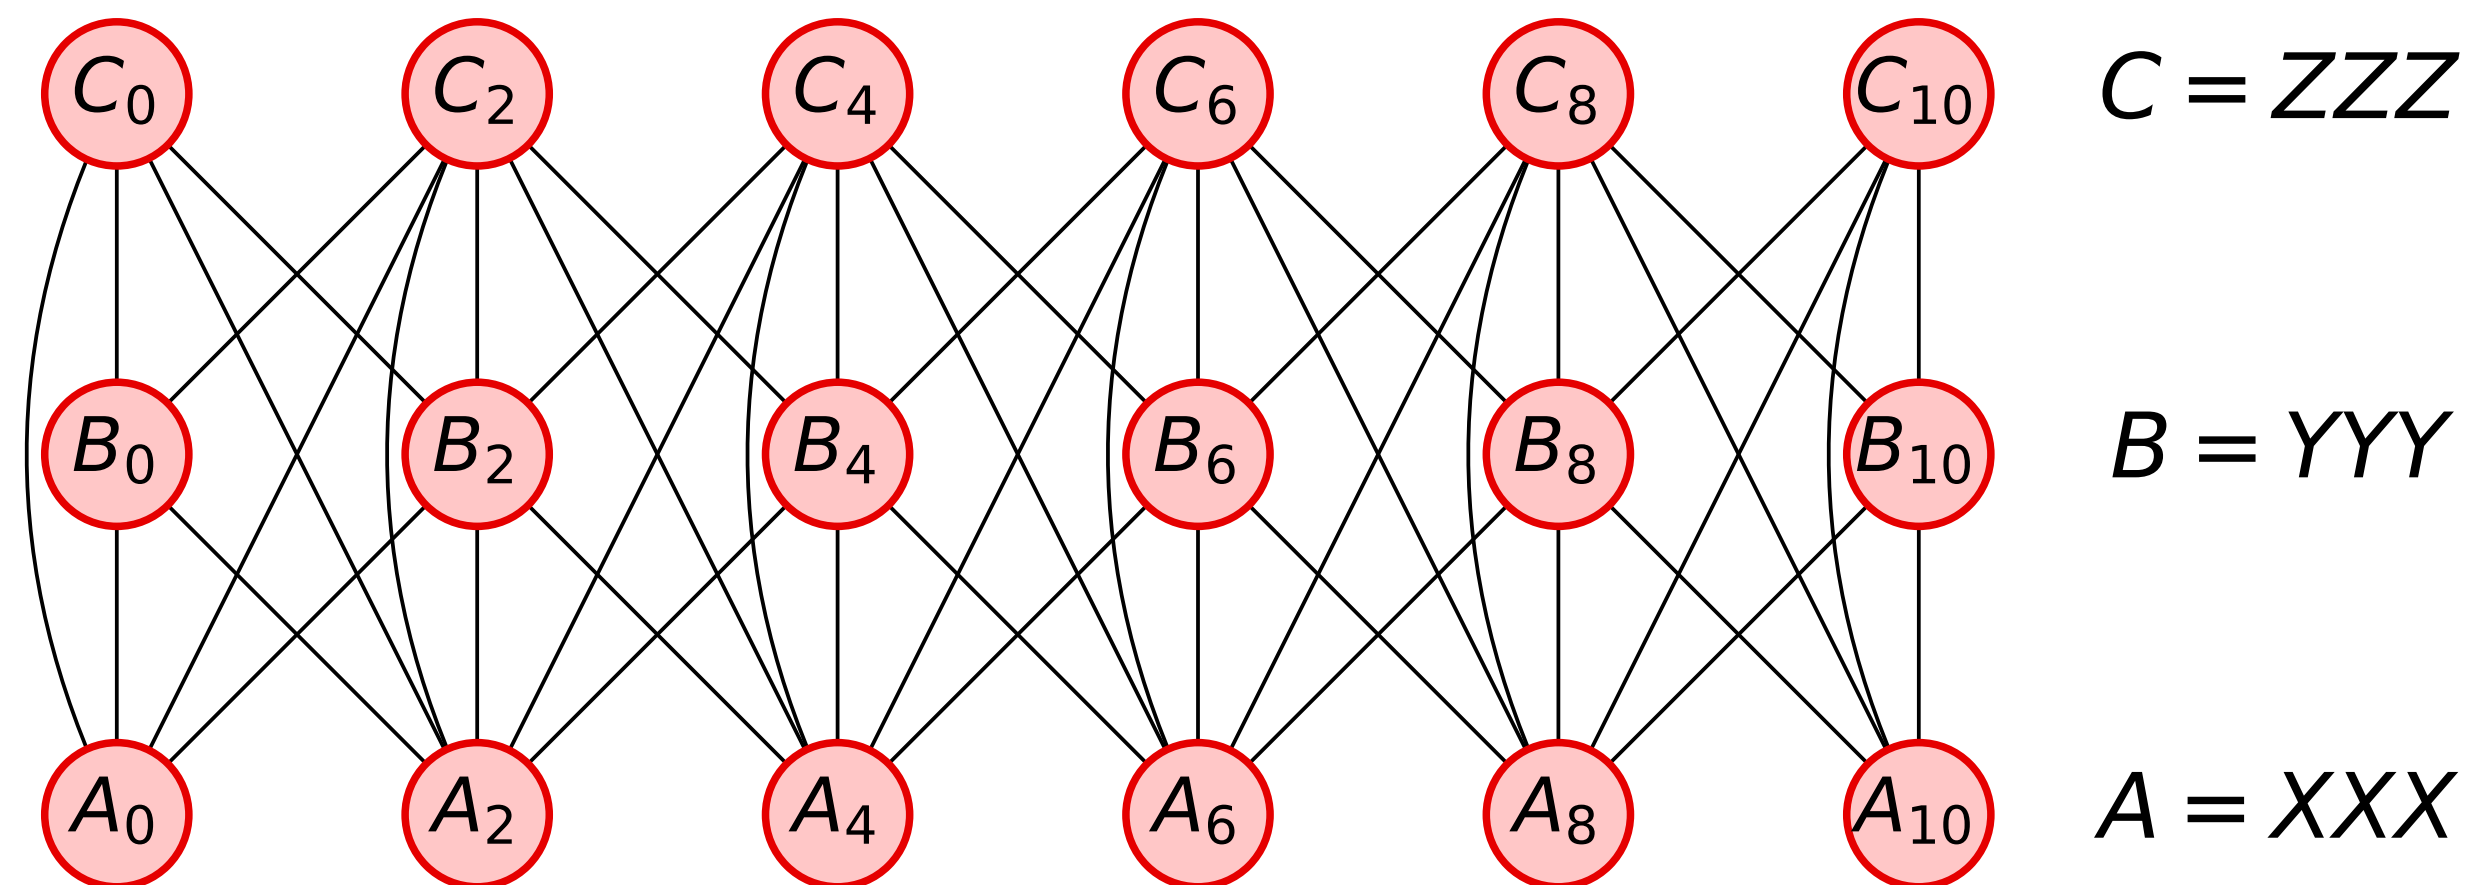 C₀ C₂ C₄ C₆ C₈ C₁₀ C = ZZZ
B₀ B₂ B₄ B₆ B₈ B₁₀ B = YYY
A₀ A₂ A₄ A₆ A₈ A₁₀ A = XXX